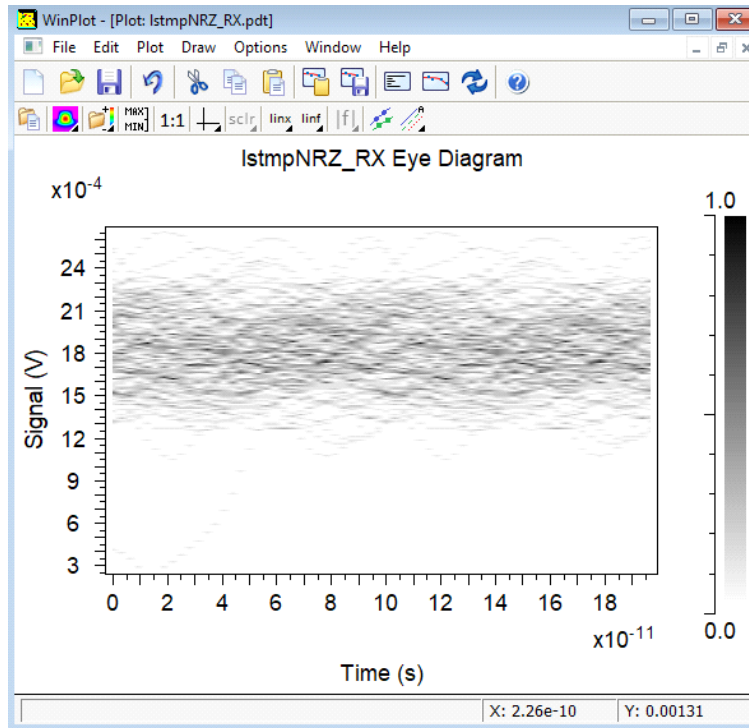 WinPlot - [Plot: lstmpNRZ_RX.pdt]
File Edit Plot Draw Options Window Help
MAX MIN 1:1 sclr linx linf |f| A
lstmpNRZ_RX Eye Diagram
x10-4
1.0
24
21
18
15
12
9
6
3
Signal (V)
0.0
0 2 4 6 8 10 12 14 16 18
x10-11
Time (s)
X: 2.26e-10 Y: 0.00131